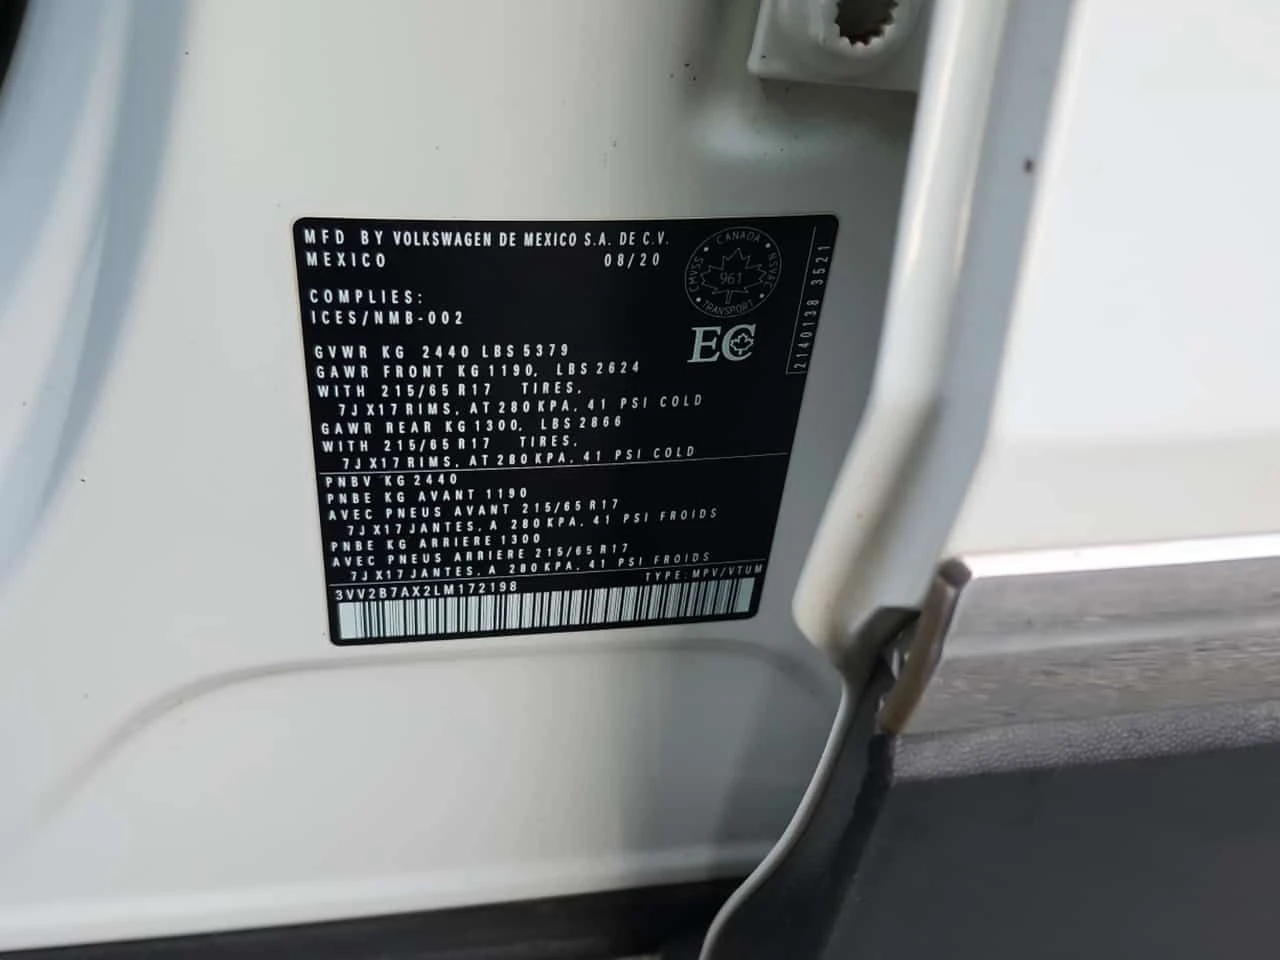 MFD BY VOLKSWAGEN DE MEXICO S.A. DE C.V.
MEXICO 08/20
CANADA
NSVAC
TRANSPORT
CMVSS
961
2140138 3521
COMPLIES:
ICES/NMB-002
EC
GVWR KG 2440 LBS 5379
GAWR FRONT KG 1190, LBS 2624
WITH 215/65 R17 TIRES,
7J X17 RIMS, AT 280 KPA, 41 PSI COLD
GAWR REAR KG 1300, LBS 2866
WITH 215/65 R17 TIRES,
7J X17 RIMS, AT 280 KPA, 41 PSI COLD
PNBV KG 2440
PNBE KG AVANT 1190
AVEC PNEUS AVANT 215/65 R17
7J X17 JANTES, A 280 KPA, 41 PSI FROIDS
PNBE KG ARRIERE 1300
AVEC PNEUS ARRIERE 215/65 R17
7J X17 JANTES, A 280 KPA, 41 PSI FROIDS
3VV2B7AX2LM172198 TYPE: MPV/VTUM